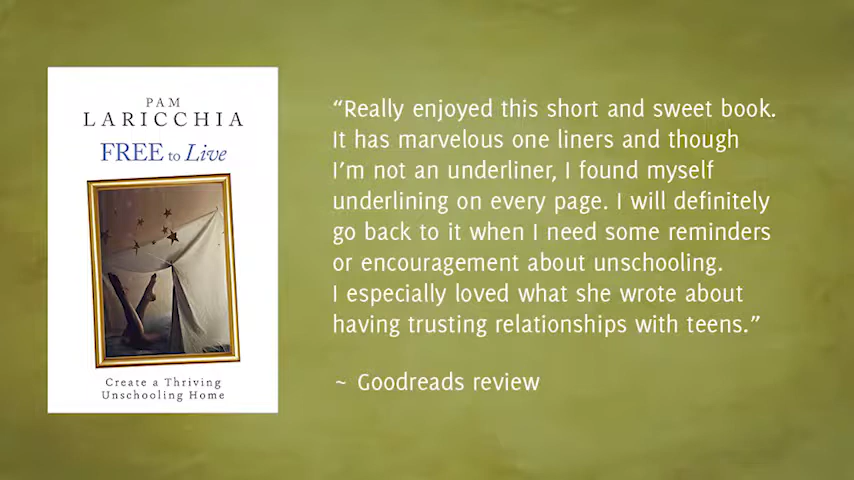 PAM
LARICCHIA
FREE to Live
Create a Thriving
Unschooling Home
“Really enjoyed this short and sweet book.
It has marvelous one liners and though
I’m not an underliner, I found myself
underlining on every page. I will definitely
go back to it when I need some reminders
or encouragement about unschooling.
I especially loved what she wrote about
having trusting relationships with teens.”
~ Goodreads review